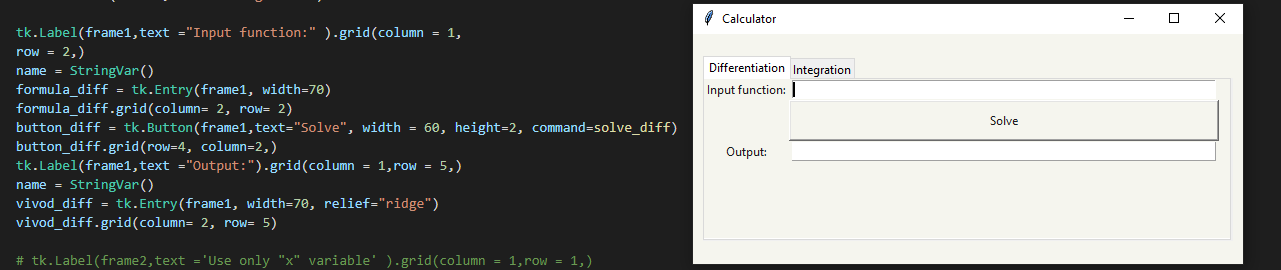 tk.Label(frame1,text ="Input function:" ).grid(column = 1,
row = 2,)
name = StringVar()
formula_diff = tk.Entry(frame1, width=70)
formula_diff.grid(column= 2, row= 2)
button_diff = tk.Button(frame1,text="Solve", width = 60, height=2, command=solve_diff)
button_diff.grid(row=4, column=2,)
tk.Label(frame1,text ="Output:").grid(column = 1,row = 5,)
name = StringVar()
vivod_diff = tk.Entry(frame1, width=70, relief="ridge")
vivod_diff.grid(column= 2, row= 5)
# tk.Label(frame2,text ='Use only "x" variable' ).grid(column = 1,row = 1,)
Calculator
Differentiation
Integration
Input function:
Solve
Output: